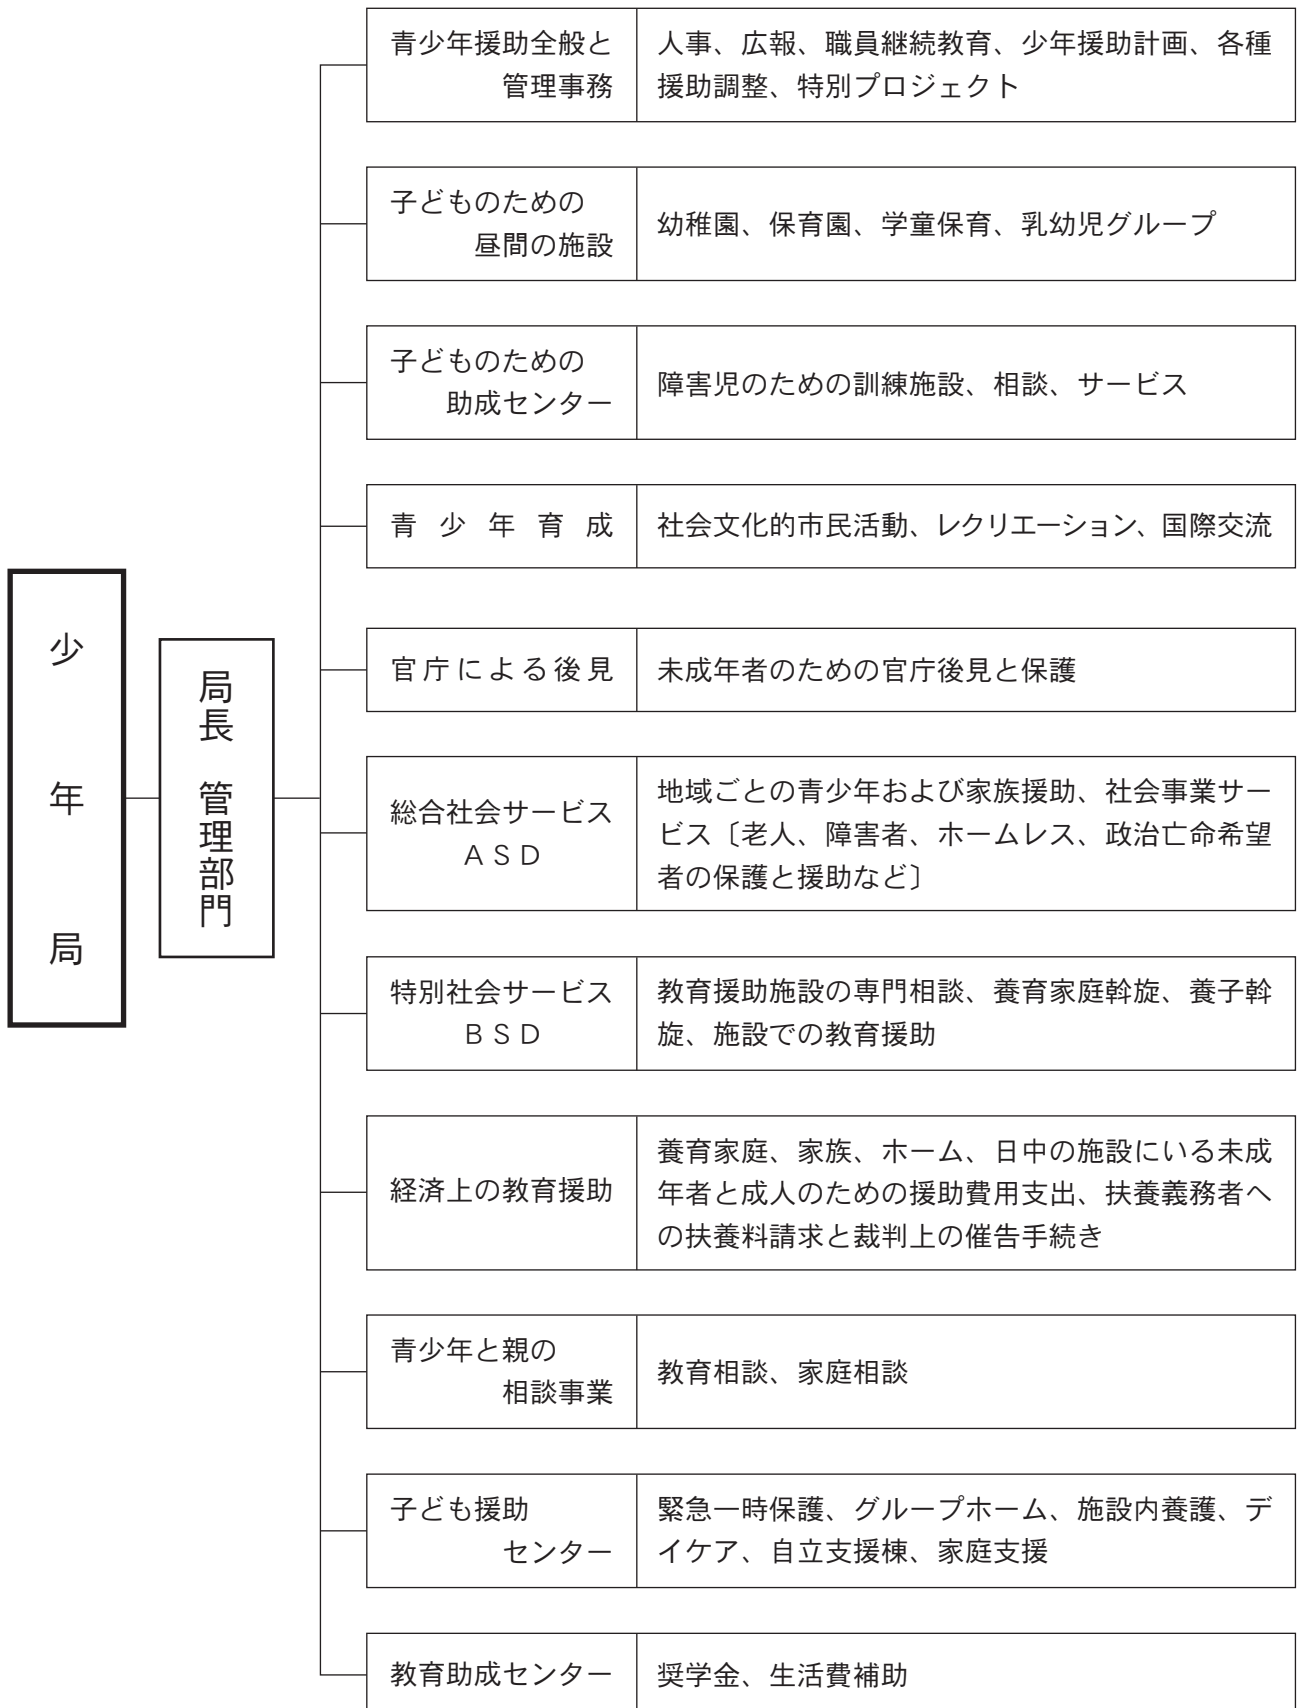 少年局
局長 管理部門
青少年援助全般と
管理事務
人事、広報、職員継続教育、少年援助計画、各種
援助調整、特別プロジェクト
子どものための
昼間の施設
幼稚園、保育園、学童保育、乳幼児グループ
子どものための
助成センター
障害児のための訓練施設、相談、サービス
青少年育成
社会文化的市民活動、レクリエーション、国際交流
官庁による後見
未成年者のための官庁後見と保護
総合社会サービス
ＡＳＤ
地域ごとの青少年および家族援助、社会事業サー
ビス〔老人、障害者、ホームレス、政治亡命希望
者の保護と援助など〕
特別社会サービス
ＢＳＤ
教育援助施設の専門相談、養育家庭斡旋、養子斡
旋、施設での教育援助
経済上の教育援助
養育家庭、家族、ホーム、日中の施設にいる未成
年者と成人のための援助費用支出、扶養義務者へ
の扶養料請求と裁判上の催告手続き
青少年と親の
相談事業
教育相談、家庭相談
子ども援助
センター
緊急一時保護、グループホーム、施設内養護、デ
イケア、自立支援棟、家庭支援
教育助成センター
奨学金、生活費補助